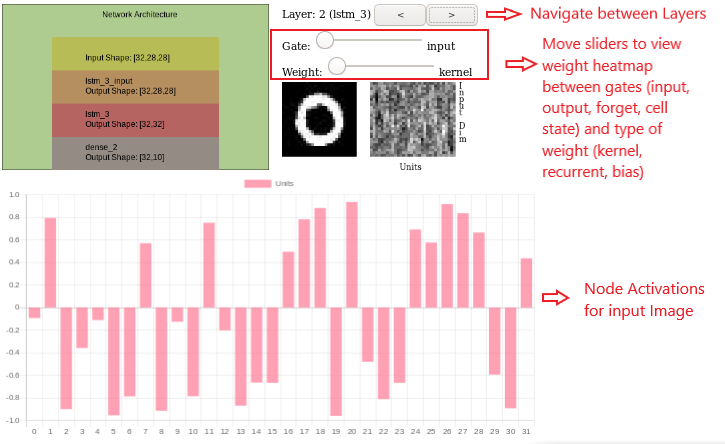 Network Architecture
Input Shape: [32,28,28]
lstm_3_input
Output Shape: [32,28,28]
lstm_3
Output Shape: [32,32]
dense_2
Output Shape: [32,10]
Layer: 2 (lstm_3) < >
Gate: input
Weight: kernel
Input Dim
Units
Navigate between Layers
Move sliders to view
weight heatmap
between gates (input,
output, forget, cell
state) and type of
weight (kernel,
recurrent, bias)
Units
1.0
0.8
0.6
0.4
0.2
0
-0.2
-0.4
-0.6
-0.8
-1.0
0 1 2 3 4 5 6 7 8 9 10 11 12 13 14 15 16 17 18 19 20 21 22 23 24 25 26 27 28 29 30 31
Node Activations
for input Image